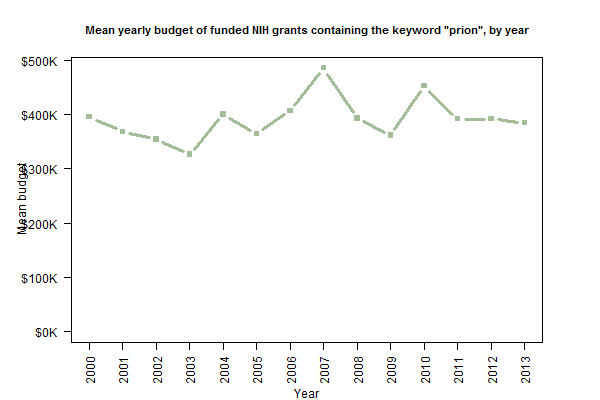 Mean yearly budget of funded NIH grants containing the keyword "prion", by year
$500K
$400K
$300K
$200K
$100K
$0K
Mean budget
2000
2001
2002
2003
2004
2005
2006
2007
2008
2009
2010
2011
2012
2013
Year